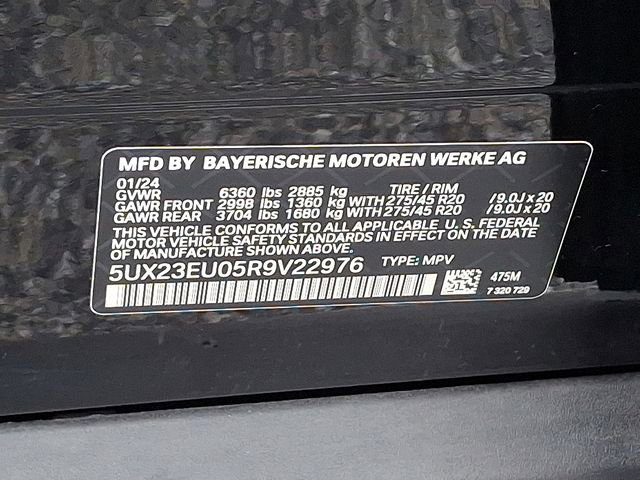 MFD BY BAYERISCHE MOTOREN WERKE AG
01/24
GVWR 6360 lbs 2885 kg TIRE / RIM
GAWR FRONT 2998 lbs 1360 kg WITH 275/45 R20 /9.0J x 20
GAWR REAR 3704 lbs 1680 kg WITH 275/45 R20 /9.0J x 20
THIS VEHICLE CONFORMS TO ALL APPLICABLE U. S. FEDERAL
MOTOR VEHICLE SAFETY STANDARDS IN EFFECT ON THE DATE
OF MANUFACTURE SHOWN ABOVE.
5UX23EU05R9V22976 TYPE: MPV
475M
7 320 729